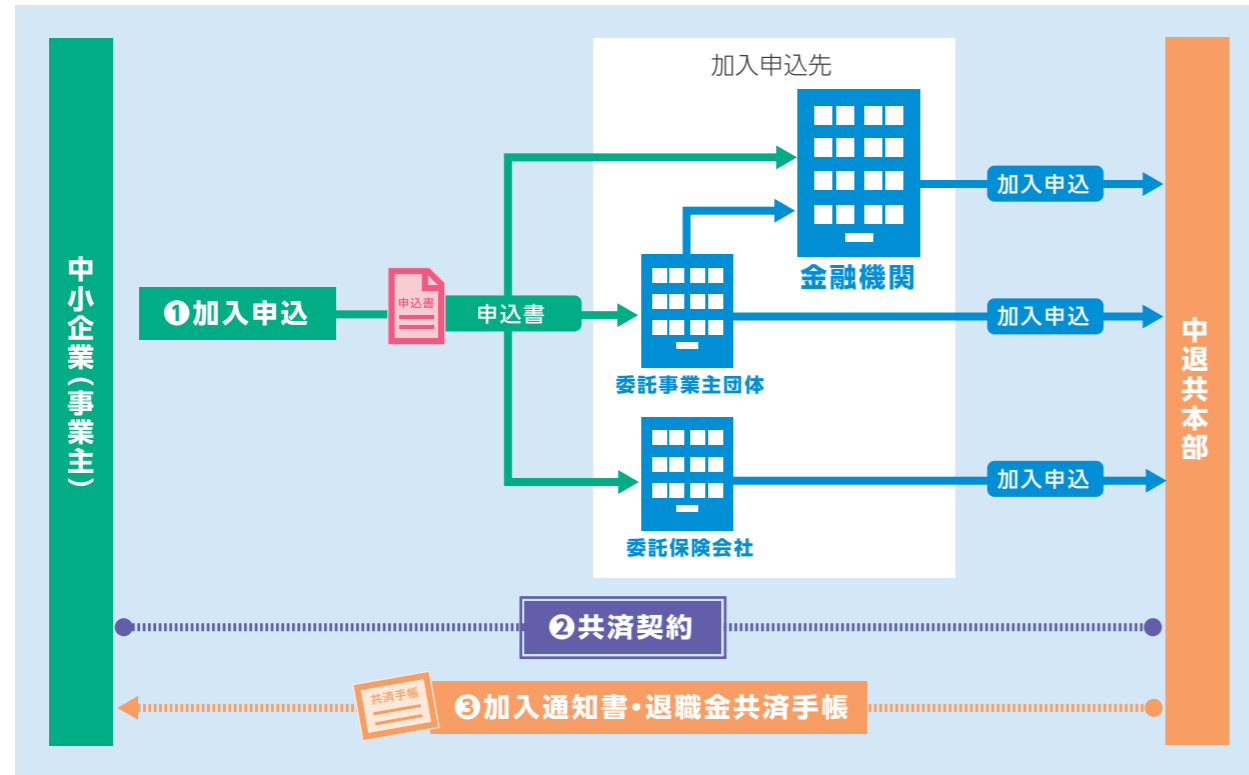 加入申込先
中小企業(事業主)
❶加入申込
申込書
申込書
金融機関
委託事業主団体
委託保険会社
加入申込
加入申込
加入申込
中退共本部
❷共済契約
共済手帳
❸加入通知書・退職金共済手帳